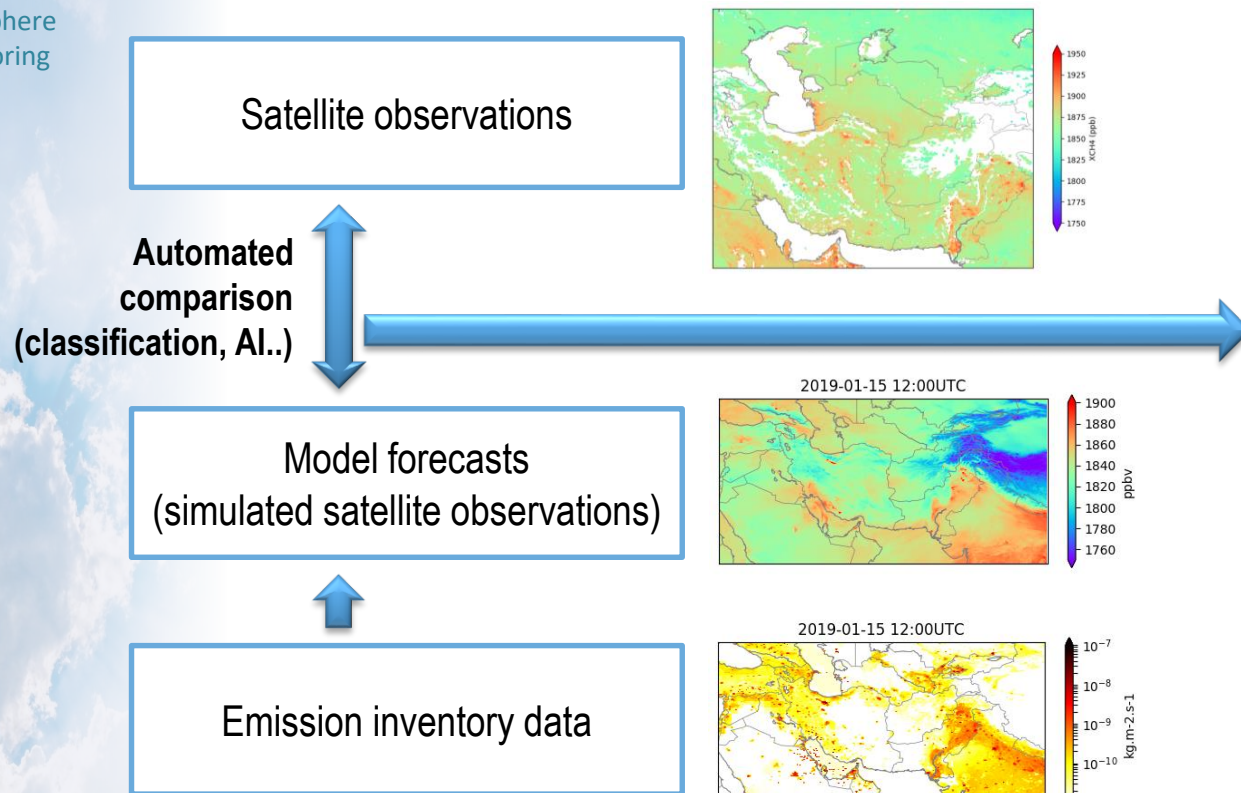 Satellite observations
1950
1925
1900
1875
1850
1825
1800
1775
1750
XCH4 (ppb)
Automated
comparison
(classification, AI..)
2019-01-15 12:00UTC
Model forecasts
(simulated satellite observations)
1900
1880
1860
1840
1820
1800
1780
1760
ppbv
2019-01-15 12:00UTC
Emission inventory data
10⁻⁷
10⁻⁸
10⁻⁹
10⁻¹⁰
kg.m-2.s-1